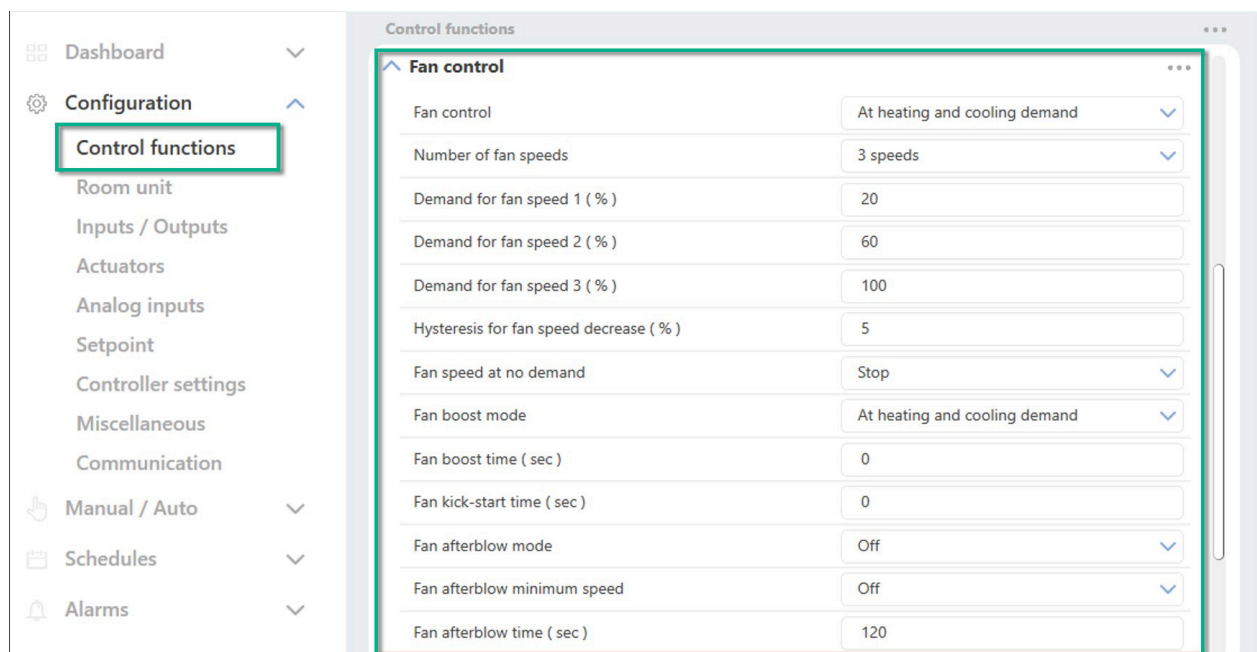 Dashboard
Configuration
Control functions
Room unit
Inputs / Outputs
Actuators
Analog inputs
Setpoint
Controller settings
Miscellaneous
Communication
Manual / Auto
Schedules
Alarms
Control functions
Fan control
Fan control At heating and cooling demand
Number of fan speeds 3 speeds
Demand for fan speed 1 ( % ) 20
Demand for fan speed 2 ( % ) 60
Demand for fan speed 3 ( % ) 100
Hysteresis for fan speed decrease ( % ) 5
Fan speed at no demand Stop
Fan boost mode At heating and cooling demand
Fan boost time ( sec ) 0
Fan kick-start time ( sec ) 0
Fan afterblow mode Off
Fan afterblow minimum speed Off
Fan afterblow time ( sec ) 120